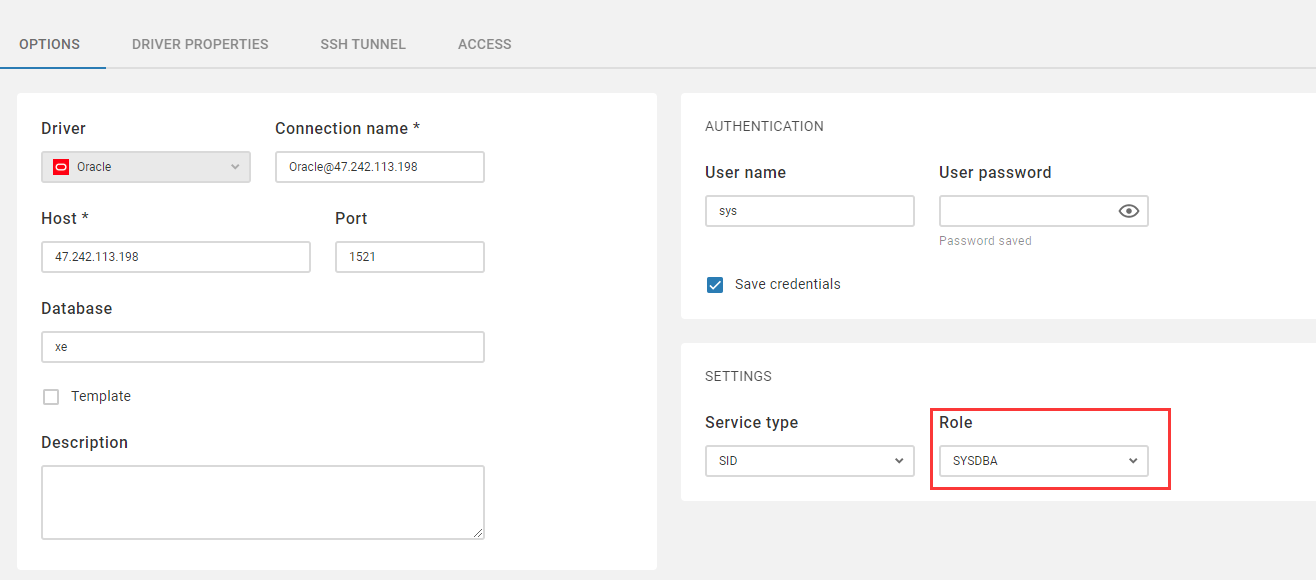 OPTIONS DRIVER PROPERTIES SSH TUNNEL ACCESS
Driver Connection name *
Oracle Oracle@47.242.113.198
Host * Port
47.242.113.198 1521
Database
xe
Template
Description
AUTHENTICATION
User name User password
sys
Password saved
Save credentials
SETTINGS
Service type Role
SID SYSDBA